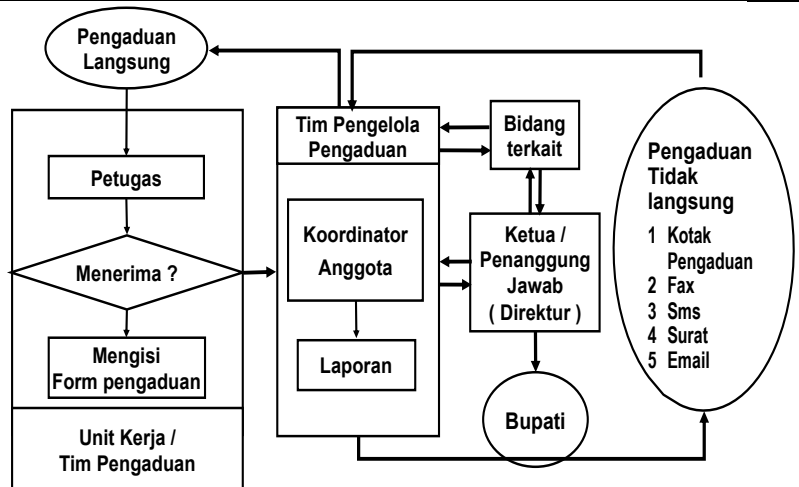 Pengaduan
Langsung
Petugas
Menerima ?
Mengisi
Form pengaduan
Unit Kerja /
Tim Pengaduan
Tim Pengelola
Pengaduan
Koordinator
Anggota
Laporan
Bidang
terkait
Ketua /
Penanggung
Jawab
( Direktur )
Bupati
Pengaduan
Tidak
langsung
1 Kotak
Pengaduan
2 Fax
3 Sms
4 Surat
5 Email